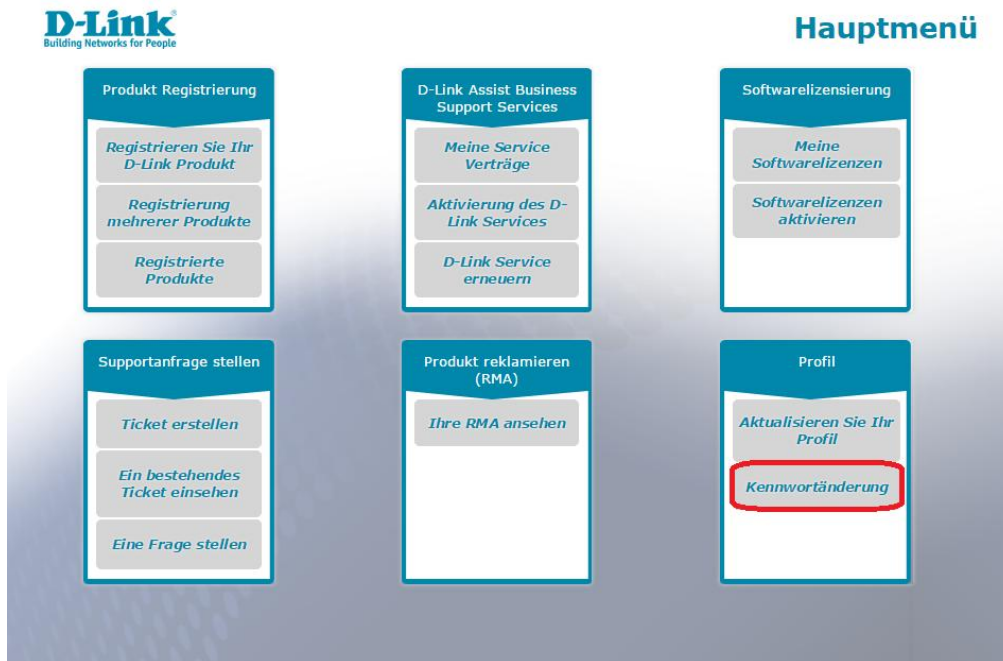 D-Link®
Building Networks for People
Hauptmenü
Produkt Registrierung
Registrieren Sie Ihr
D-Link Produkt
Registrierung
mehrerer Produkte
Registrierte
Produkte
D-Link Assist Business
Support Services
Meine Service
Verträge
Aktivierung des D-
Link Services
D-Link Service
erneuern
Softwarelizensierung
Meine
Softwarelizenzen
Softwarelizenzen
aktivieren
Supportanfrage stellen
Ticket erstellen
Ein bestehendes
Ticket einsehen
Eine Frage stellen
Produkt reklamieren
(RMA)
Ihre RMA ansehen
Profil
Aktualisieren Sie Ihr
Profil
Kennwortänderung